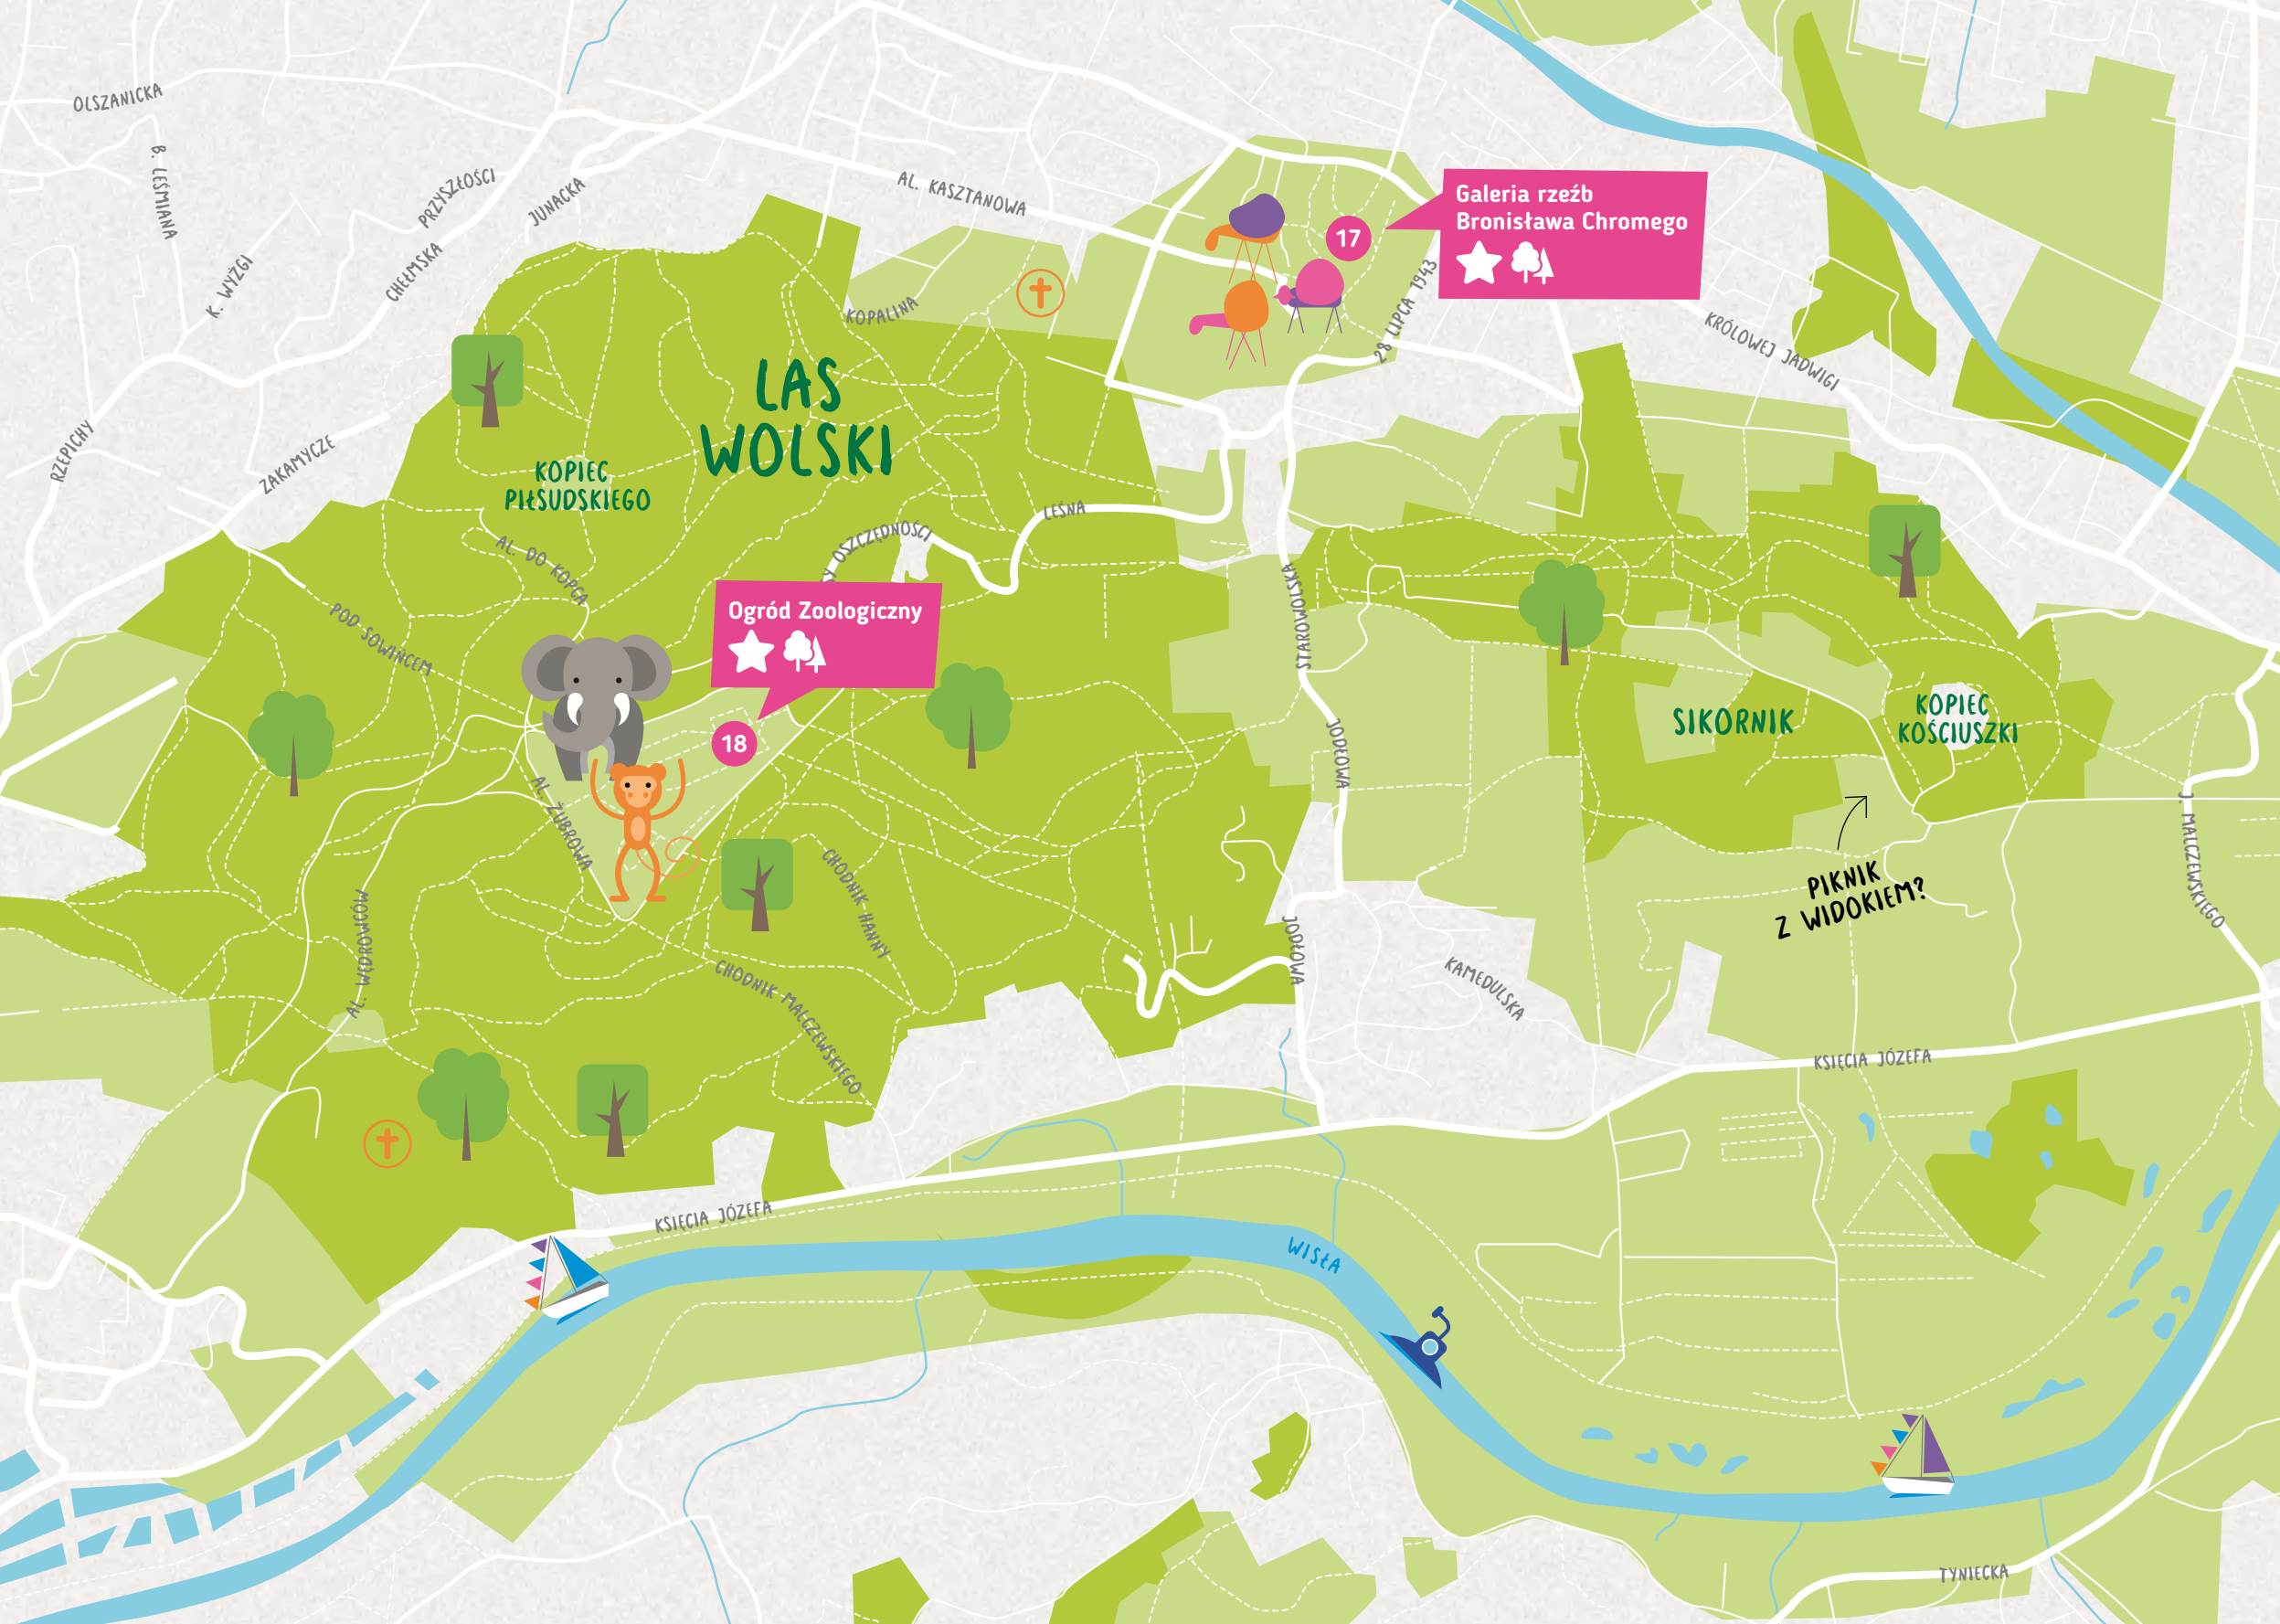 OLSZANICKA
B. LEŚMIANA
K. WYŻGI
PRZYSZŁOŚCI
JUNACKA
CHEŁMSKA
AL. KASZTANOWA
Galeria rzeźb
Bronisława Chromego
17
28 LIPCA 1943
KRÓLOWEJ JADWIGI
KOPALINA
RZEPICHY
ZAKAMYCZE
LAS
WOLSKI
KOPIEC
PIŁSUDSKIEGO
AL. DO KOPCA
OSZCZĘDNOŚCI
LEŚNA
POD SOWIŃCEM
Ogród Zoologiczny
18
STAROWOLSKA
JODŁOWA
SIKORNIK
KOPIEC
KOŚCIUSZKI
AL. ŻUBROWA
CHODNIK HANNY
PIKNIK
Z WIDOKIEM?
J. MALCZEWSKIEGO
AL. WĘDROWCÓW
CHODNIK MALCZEWSKIEGO
JODŁOWA
KAMEDULSKA
KSIĘCIA JÓZEFA
KSIĘCIA JÓZEFA
WISŁA
TYNIECKA